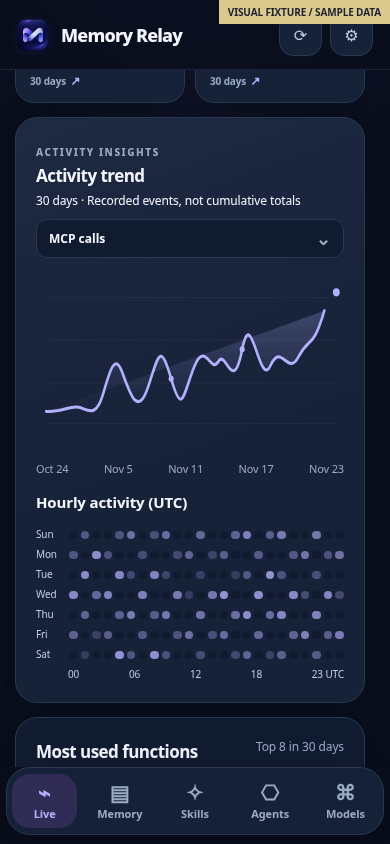 VISUAL FIXTURE / SAMPLE DATA
Memory Relay
30 days ↗ 30 days ↗
ACTIVITY INSIGHTS
Activity trend
30 days · Recorded events, not cumulative totals
MCP calls
Oct 24 Nov 5 Nov 11 Nov 17 Nov 23
Hourly activity (UTC)
Sun
Mon
Tue
Wed
Thu
Fri
Sat
00 06 12 18 23 UTC
Most used functions Top 8 in 30 days
Live Memory Skills Agents Models